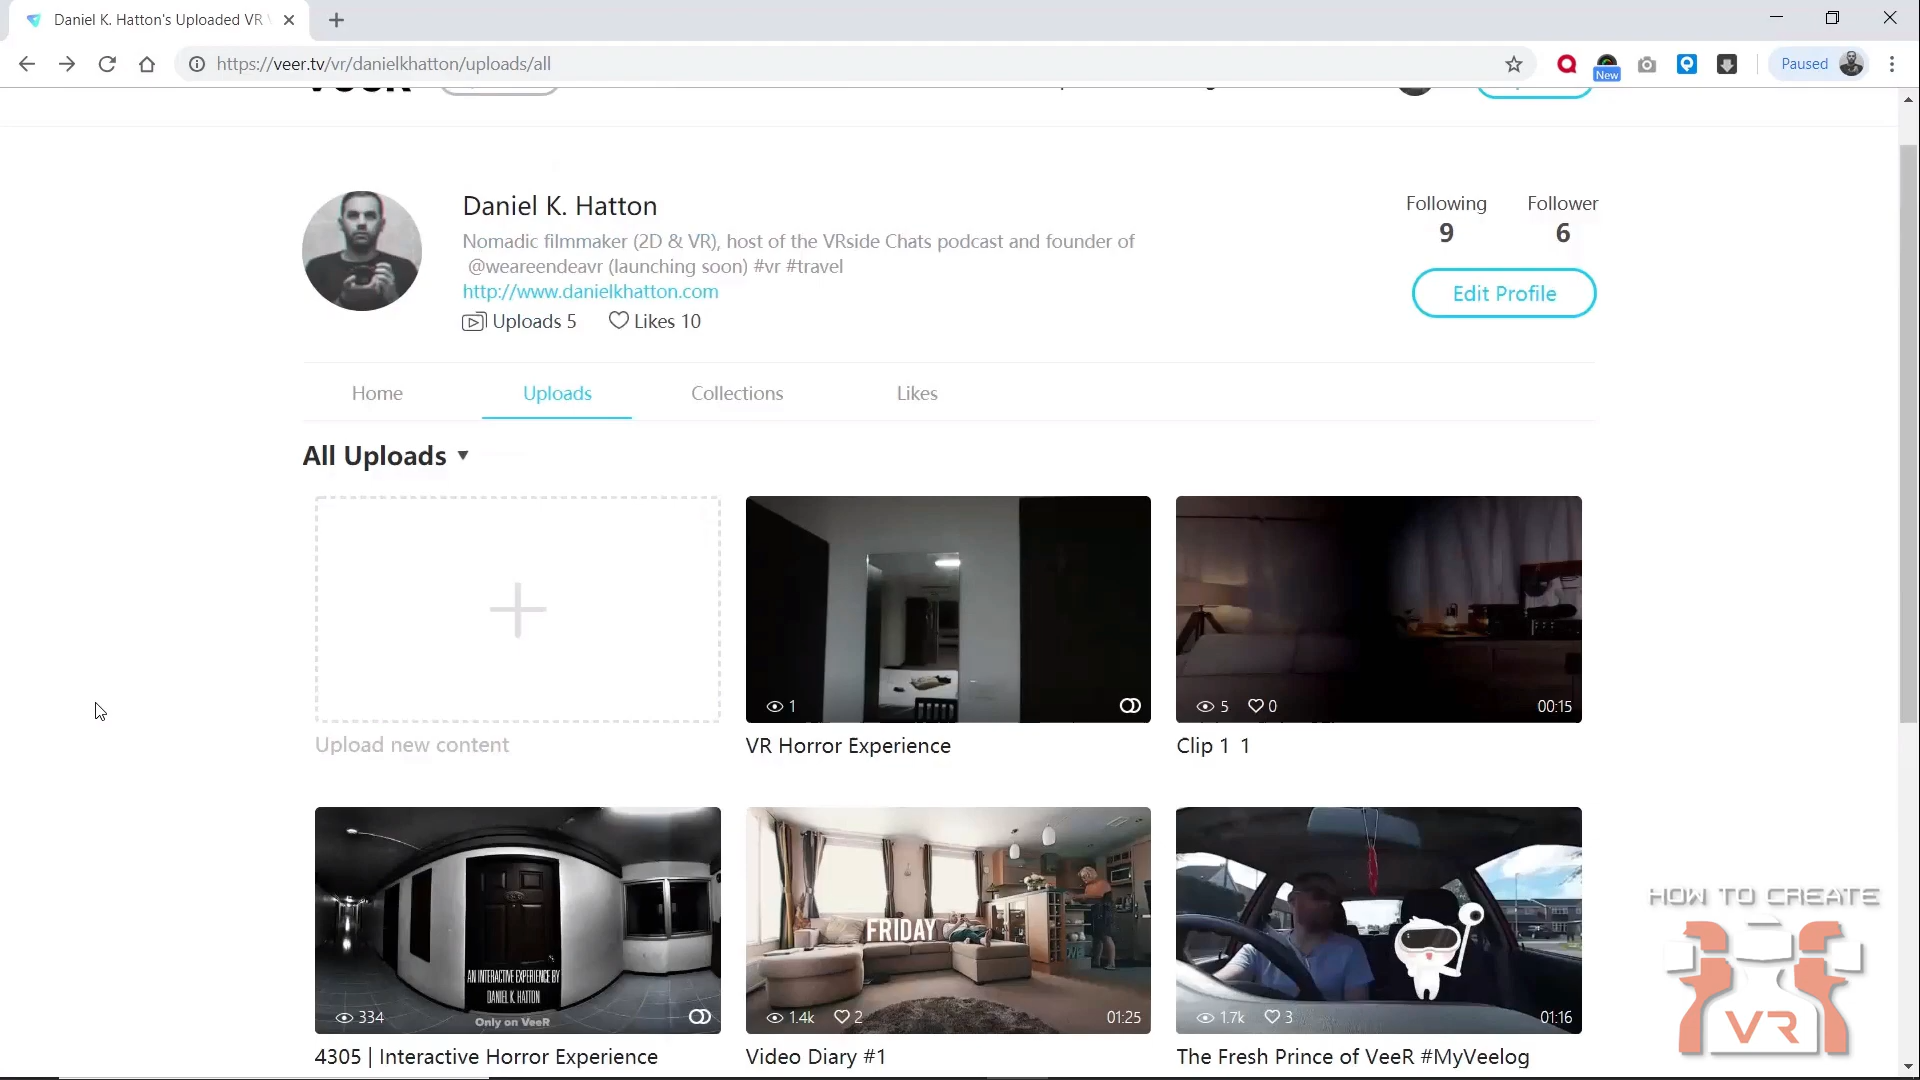 Daniel K. Hatton's Uploaded VR
https://veer.tv/vr/danielkhatton/uploads/all
New
Paused
Daniel K. Hatton
Nomadic filmmaker (2D & VR), host of the VRside Chats podcast and founder of
@weareendeavr (launching soon) #vr #travel
http://www.danielkhatton.com
Uploads 5 Likes 10
Following
9
Follower
6
Edit Profile
Home Uploads Collections Likes
All Uploads
1
5 0 00:15
Upload new content
VR Horror Experience
Clip 1 1
AN INTERACTIVE EXPERIENCE BY
DANIEL K. HATTON
Only on VeeR
334
FRIDAY
1.4k 2 01:25
1.7k 3 01:16
4305 | Interactive Horror Experience
Video Diary #1
The Fresh Prince of VeeR #MyVeelog
HOW TO CREATE
VR